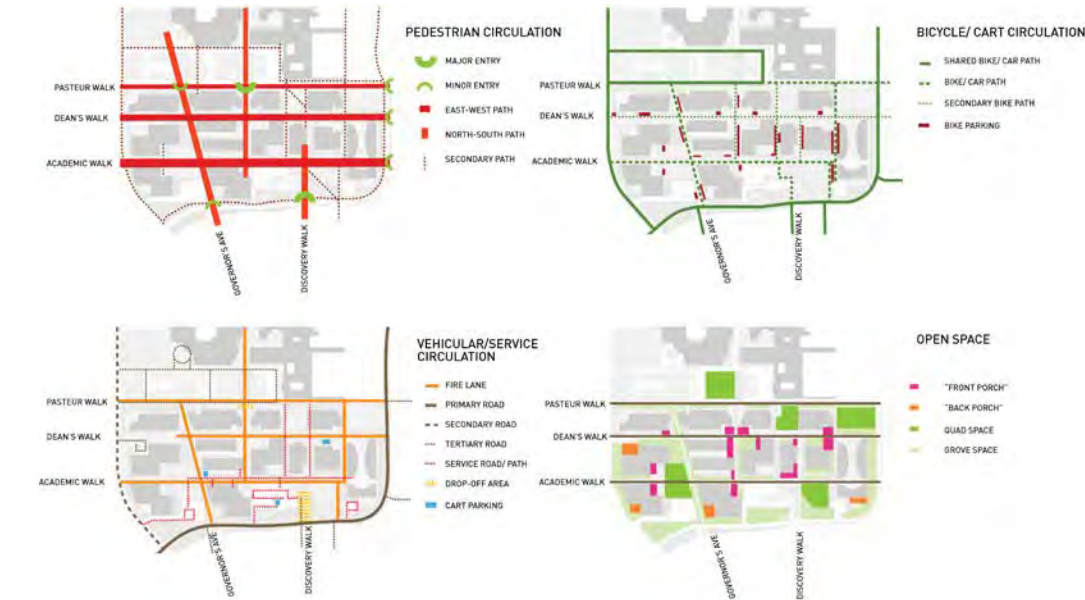 PEDESTRIAN CIRCULATION
MAJOR ENTRY
MINOR ENTRY
EAST-WEST PATH
NORTH-SOUTH PATH
SECONDARY PATH
PASTEUR WALK
DEAN'S WALK
ACADEMIC WALK
GOVERNOR'S AVE
DISCOVERY WALK
BICYCLE/ CART CIRCULATION
SHARED BIKE/ CAR PATH
BIKE/ CAR PATH
SECONDARY BIKE PATH
BIKE PARKING
PASTEUR WALK
DEAN'S WALK
ACADEMIC WALK
GOVERNOR'S AVE
DISCOVERY WALK
VEHICULAR/SERVICE
CIRCULATION
FIRE LANE
PRIMARY ROAD
SECONDARY ROAD
TERTIARY ROAD
SERVICE ROAD/ PATH
DROP-OFF AREA
CART PARKING
PASTEUR WALK
DEAN'S WALK
ACADEMIC WALK
GOVERNOR'S AVE
DISCOVERY WALK
OPEN SPACE
"FRONT PORCH"
"BACK PORCH"
QUAD SPACE
GROVE SPACE
PASTEUR WALK
DEAN'S WALK
ACADEMIC WALK
GOVERNOR'S AVE
DISCOVERY WALK